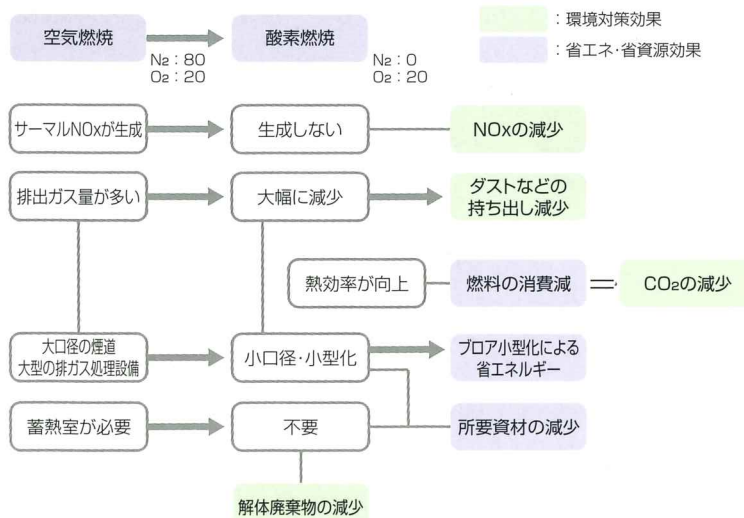 空気燃焼
酸素燃焼
N₂：80
O₂：20
N₂：0
O₂：20
：環境対策効果
：省エネ・省資源効果
サーマルNOxが生成
生成しない
NOxの減少
排出ガス量が多い
大幅に減少
ダストなどの
持ち出し減少
熱効率が向上
燃料の消費減
CO₂の減少
大口径の煙道
大型の排ガス処理設備
小口径・小型化
ブロア小型化による
省エネルギー
蓄熱室が必要
不要
所要資材の減少
解体廃棄物の減少